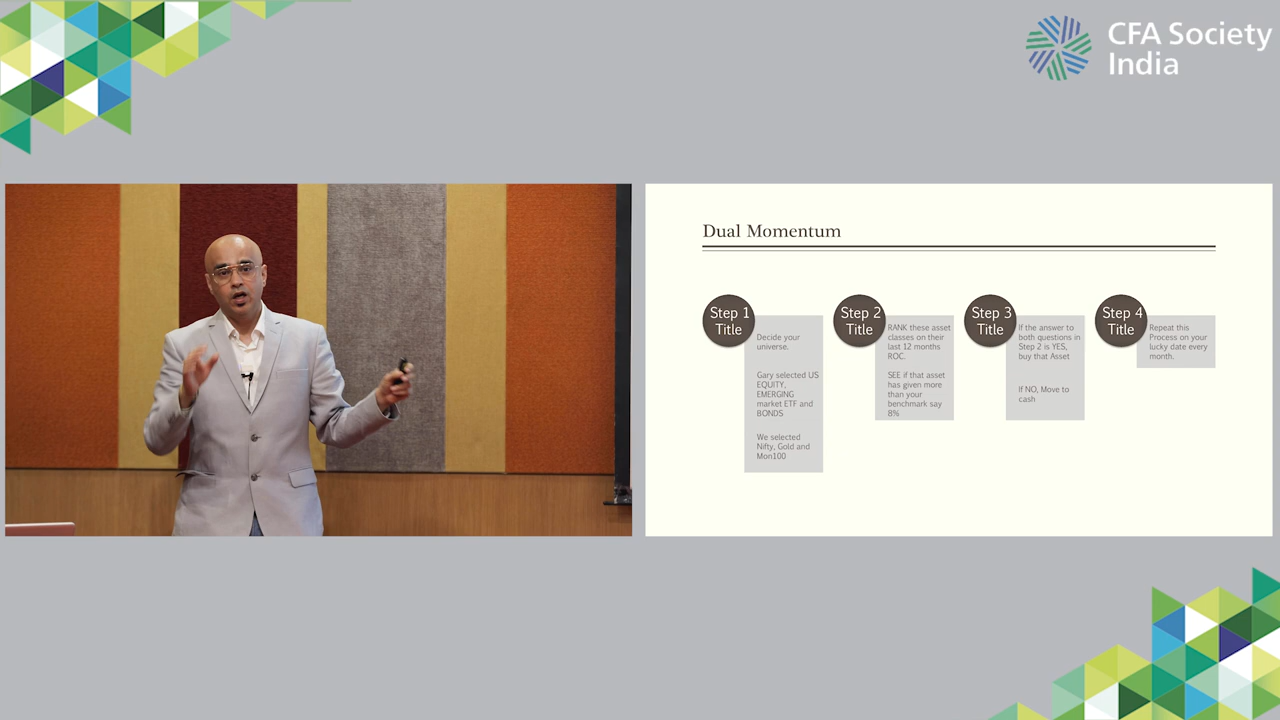 CFA Society
India
Dual Momentum
Step 1
Title
Decide your
universe.
Gary selected US
EQUITY,
EMERGING
market ETF and
BONDS
We selected
Nifty, Gold and
Mon100
Step 2
Title
RANK these asset
classes on their
last 12 months
ROC.
SEE if that asset
has given more
than your
benchmark say
8%
Step 3
Title
If the answer to
both questions in
Step 2 is YES,
buy that Asset
If NO, Move to
cash
Step 4
Title
Repeat this
Process on your
lucky date every
month.